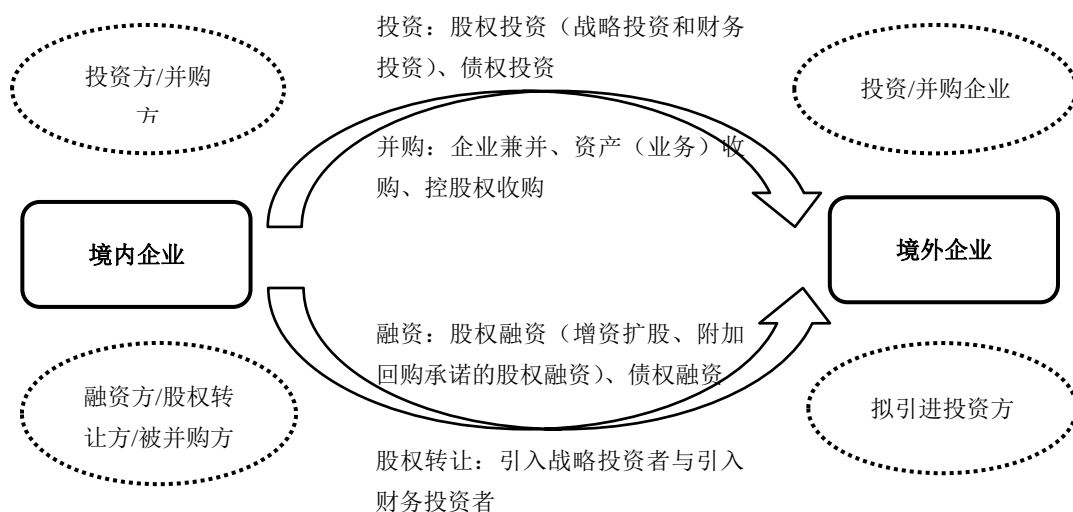 投资：股权投资（战略投资和财务
投资）、债权投资
投资方/并购
方
投资/并购企业
并购：企业兼并、资产（业务）收
购、控股权收购
境内企业
境外企业
融资：股权融资（增资扩股、附加
回购承诺的股权融资）、债权融资
融资方/股权转
让方/被并购方
拟引进投资方
股权转让：引入战略投资者与引入
财务投资者